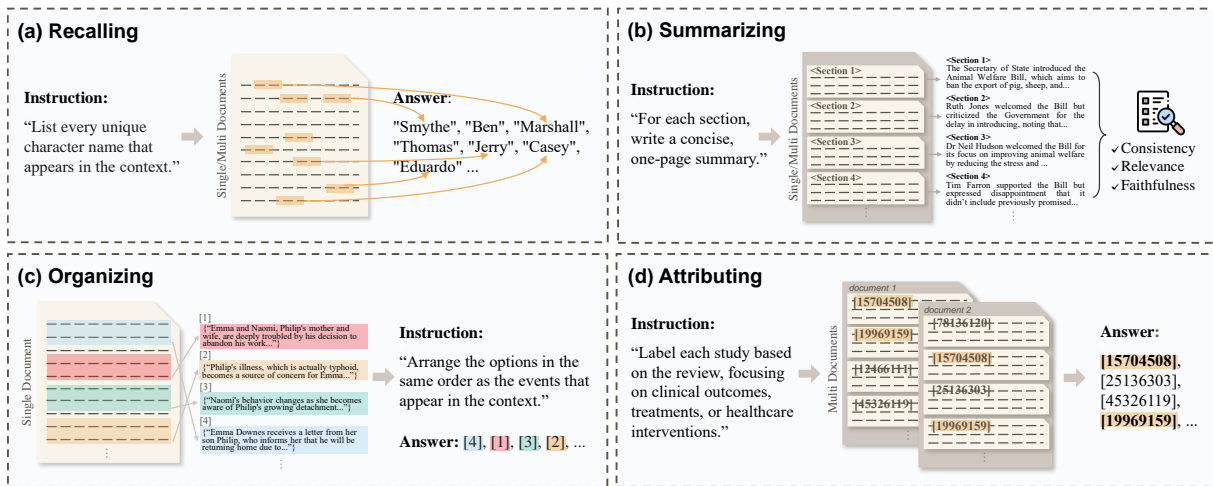 (a) Recalling
Instruction:
“List every unique
character name that
appears in the context.”
Single/Multi Documents
Answer:
"Smythe", "Ben", "Marshall",
"Thomas", "Jerry", "Casey",
"Eduardo" ...
(b) Summarizing
Instruction:
“For each section,
write a concise,
one-page summary.”
Single/Multi Documents
<Section 1>
<Section 2>
<Section 3>
<Section 4>
<Section 1>
The Secretary of State introduced the
Animal Welfare Bill, which aims to
ban the export of pig, sheep, and...
<Section 2>
Ruth Jones welcomed the Bill but
criticized the Government for the
delay in introducing, noting that...
<Section 3>
Dr Neil Hudson welcomed the Bill for
its focus on improving animal welfare
by reducing the stress and ...
<Section 4>
Tim Farron supported the Bill but
expressed disappointment that it
didn't include previously promised...
⋮
✓Consistency
✓Relevance
✓Faithfulness
(c) Organizing
Single Document
⋮
[1]
{“Emma and Naomi, Philip's mother and
wife, are deeply troubled by his decision to
abandon his work...”}
[2]
{“Philip's illness, which is actually typhoid,
becomes a source of concern for Emma...”}
[3]
{“Naomi's behavior changes as she becomes
aware of Philip's growing detachment...”}
[4]
{“Emma Downes receives a letter from her
son Philip, who informs her that he will be
returning home due to...”}
⋮
Instruction:
“Arrange the options in the
same order as the events that
appear in the context.”
Answer: [4], [1], [3], [2], ...
(d) Attributing
Instruction:
“Label each study based
on the review, focusing
on clinical outcomes,
treatments, or healthcare
interventions.”
Multi Documents
document 1
[15704508]
[19969159]
[12466111]
[45326119]
⋮
document 2
[78136120]
[15704508]
[25136303]
[19969159]
⋮
Answer:
[15704508],
[25136303],
[45326119],
[19969159], ...